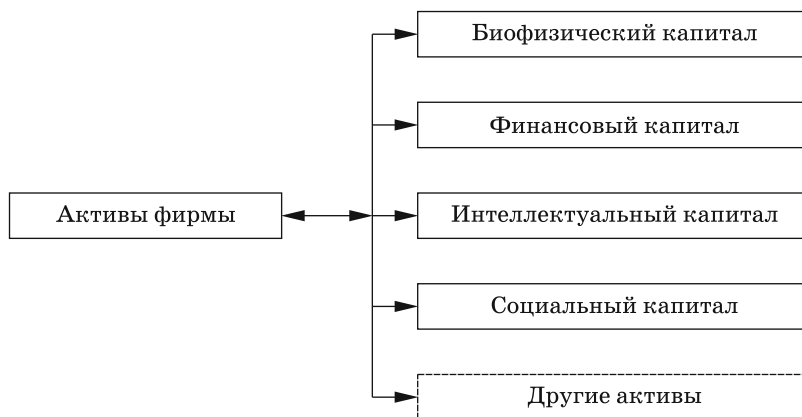 Биофизический капитал
Финансовый капитал
Активы фирмы
Интеллектуальный капитал
Социальный капитал
Другие активы